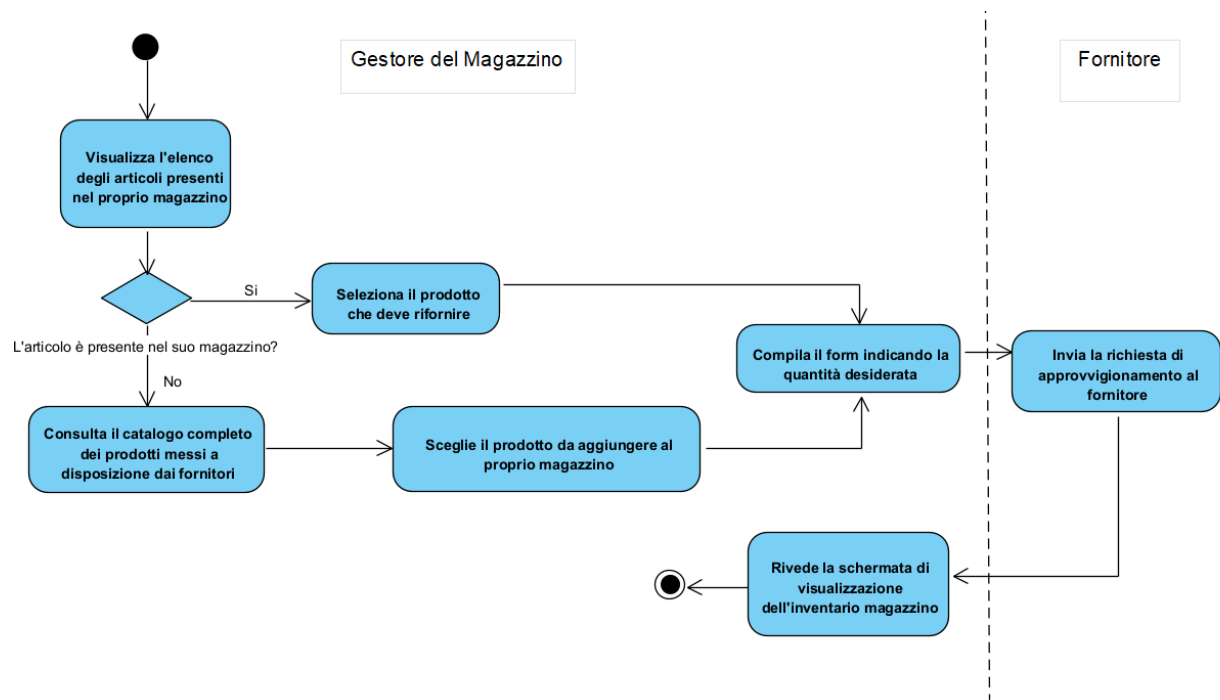 Gestore del Magazzino
Fornitore
Visualizza l'elenco
degli articoli presenti
nel proprio magazzino
Si
Seleziona il prodotto
che deve rifornire
L'articolo è presente nel suo magazzino?
No
Compila il form indicando la
quantità desiderata
Invia la richiesta di
approvvigionamento al
fornitore
Consulta il catalogo completo
dei prodotti messi a
disposizione dai fornitori
Sceglie il prodotto da aggiungere al
proprio magazzino
Rivede la schermata di
visualizzazione
dell'inventario magazzino